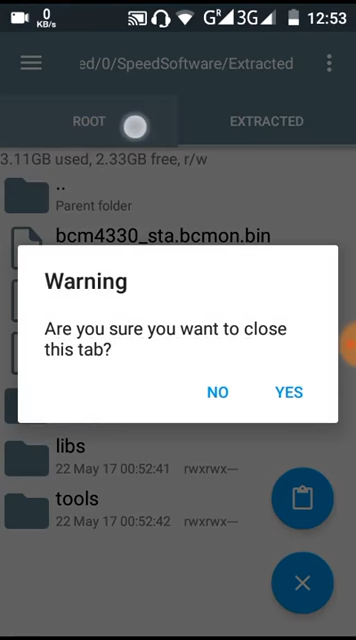 0
KB/s
G R 3G 12:53
ed/0/SpeedSoftware/Extracted
ROOT
EXTRACTED
3.11GB used, 2.33GB free, r/w
..
Parent folder
bcm4330_sta.bcmon.bin
Warning
Are you sure you want to close
this tab?
NO
YES
libs
22 May 17 00:52:41 rwxrwx---
tools
22 May 17 00:52:42 rwxrwx---